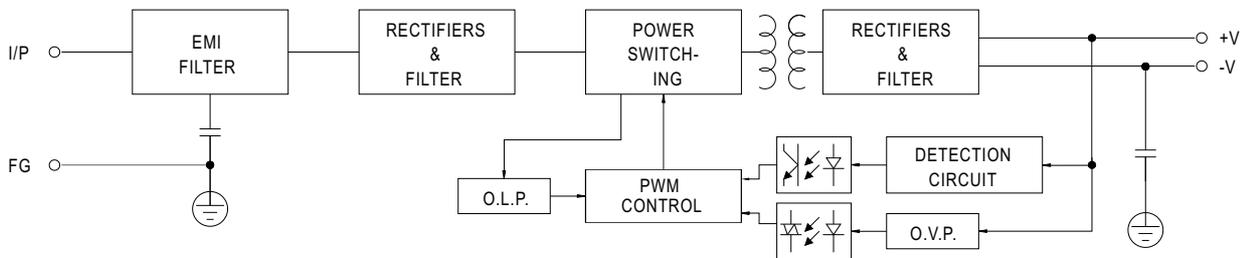 I/P
EMI
FILTER
RECTIFIERS
&
FILTER
POWER
SWITCH-
ING
RECTIFIERS
&
FILTER
+V
-V
FG
O.L.P.
PWM
CONTROL
DETECTION
CIRCUIT
O.V.P.